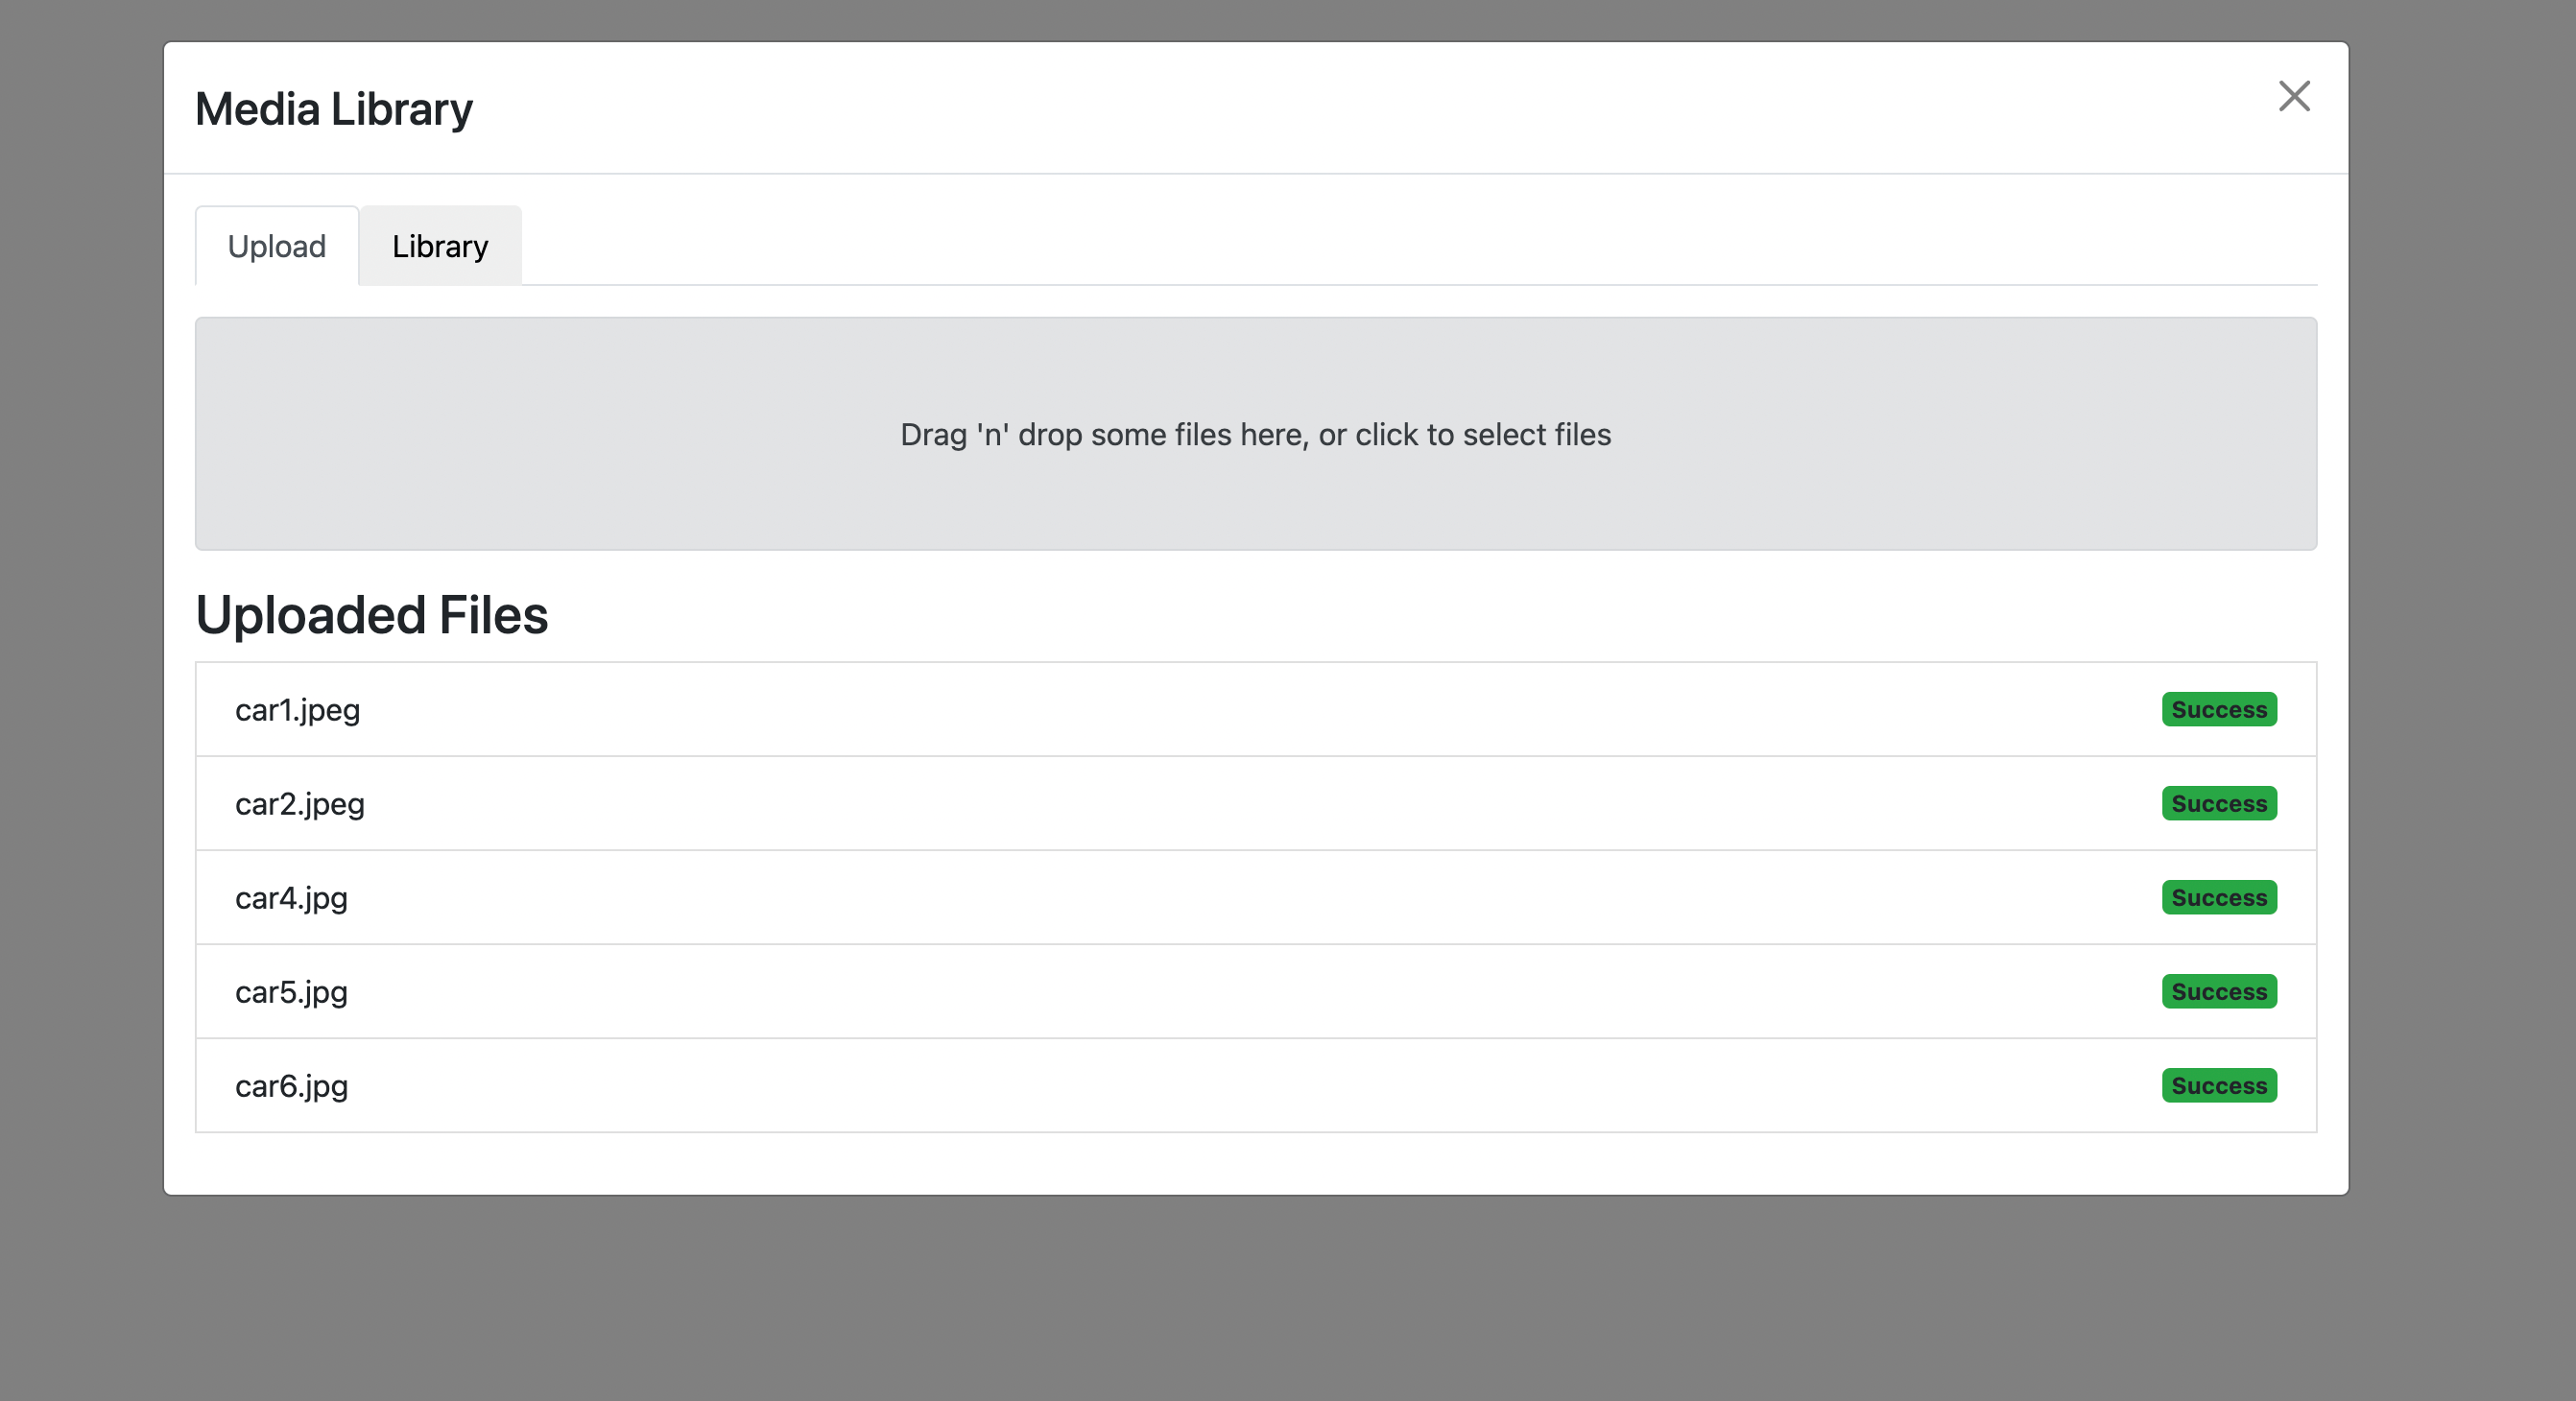 Media Library
Upload
Library
Drag 'n' drop some files here, or click to select files
Uploaded Files
car1.jpeg
Success
car2.jpeg
Success
car4.jpg
Success
car5.jpg
Success
car6.jpg
Success